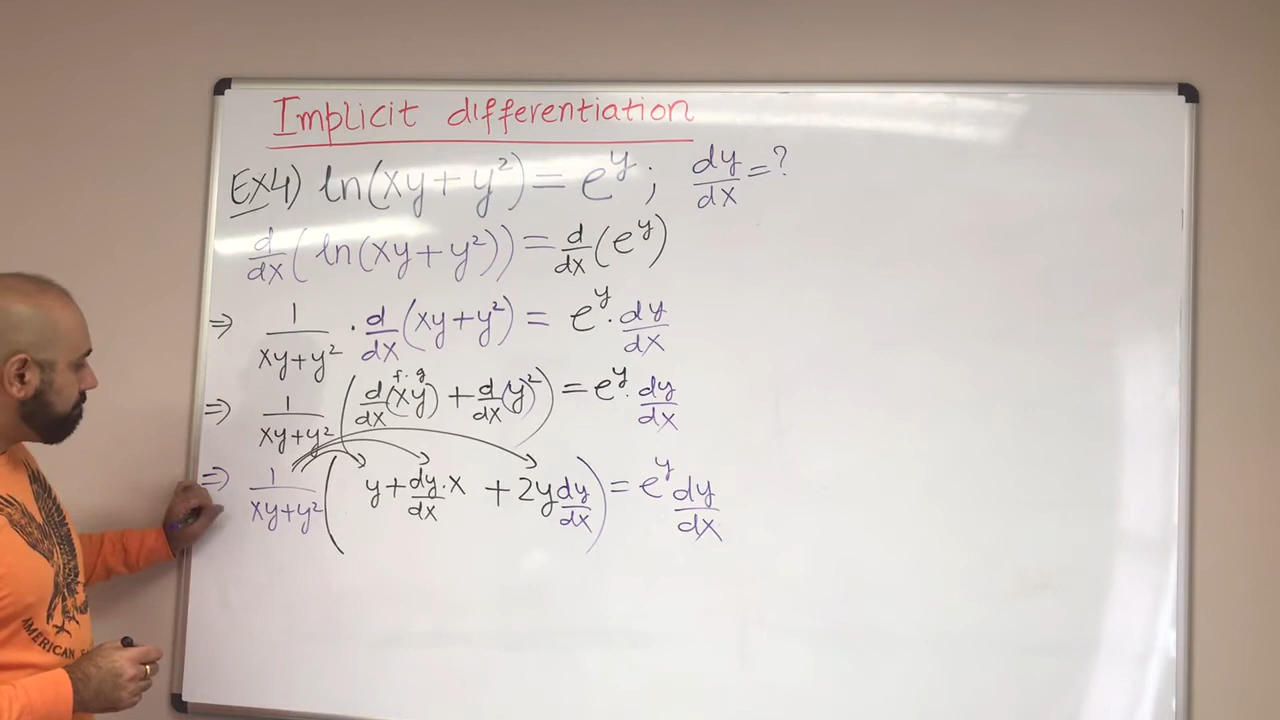 Implicit differentiation
EX4) ln(xy+y²)=e^y; dy/dx=?
d/dx(ln(xy+y²))=d/dx(e^y)
⇒ 1/(xy+y²)·d/dx(xy+y²)=e^y·dy/dx
f·g
⇒ 1/(xy+y²)(d/dx(xy)+d/dx(y²))=e^y·dy/dx
⇒ 1/(xy+y²)(y+dy/dx·x+2y dy/dx)=e^y dy/dx
AMERICAN